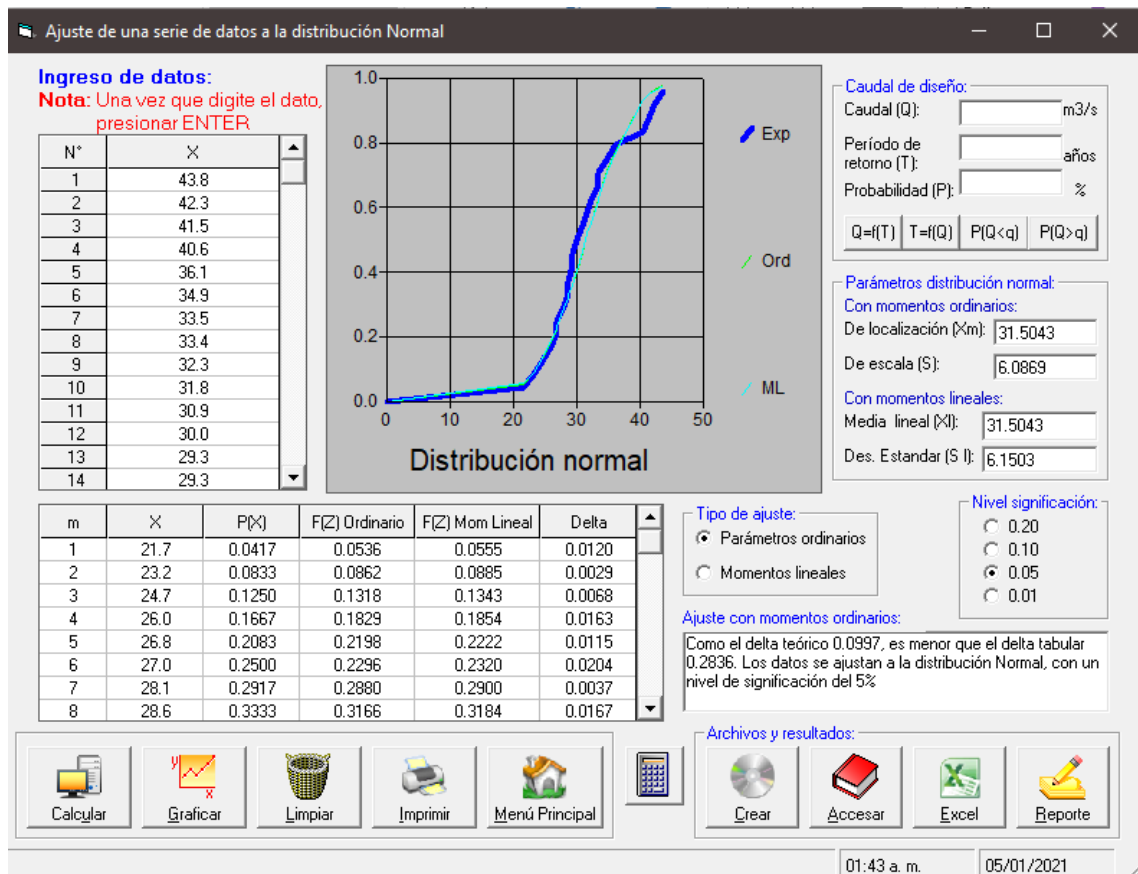 Ajuste de una serie de datos a la distribución Normal
Ingreso de datos:
Nota: Una vez que digite el dato,
presionar ENTER
N° X
1 43.8
2 42.3
3 41.5
4 40.6
5 36.1
6 34.9
7 33.5
8 33.4
9 32.3
10 31.8
11 30.9
12 30.0
13 29.3
14 29.3
1.0
0.8
0.6
0.4
0.2
0.0
0 10 20 30 40 50
Distribución normal
Exp
Ord
ML
Caudal de diseño:
Caudal (Q): m3/s
Período de
retorno (T): años
Probabilidad (P): %
Q=f(T) T=f(Q) P(Q<q) P(Q>q)
Parámetros distribución normal:
Con momentos ordinarios:
De localización (Xm): 31.5043
De escala (S): 6.0869
Con momentos lineales:
Media lineal (Xl): 31.5043
Des. Estandar (S l): 6.1503
m X P(X) F(Z) Ordinario F(Z) Mom Lineal Delta
1 21.7 0.0417 0.0536 0.0555 0.0120
2 23.2 0.0833 0.0862 0.0885 0.0029
3 24.7 0.1250 0.1318 0.1343 0.0068
4 26.0 0.1667 0.1829 0.1854 0.0163
5 26.8 0.2083 0.2198 0.2222 0.0115
6 27.0 0.2500 0.2296 0.2320 0.0204
7 28.1 0.2917 0.2880 0.2900 0.0037
8 28.6 0.3333 0.3166 0.3184 0.0167
Tipo de ajuste:
Parámetros ordinarios
Momentos lineales
Nivel significación:
0.20
0.10
0.05
0.01
Ajuste con momentos ordinarios:
Como el delta teórico 0.0997, es menor que el delta tabular
0.2836. Los datos se ajustan a la distribución Normal, con un
nivel de significación del 5%
Calcular
Graficar
Limpiar
Imprimir
Menú Principal
Archivos y resultados:
Crear
Accesar
Excel
Reporte
01:43 a. m. 05/01/2021